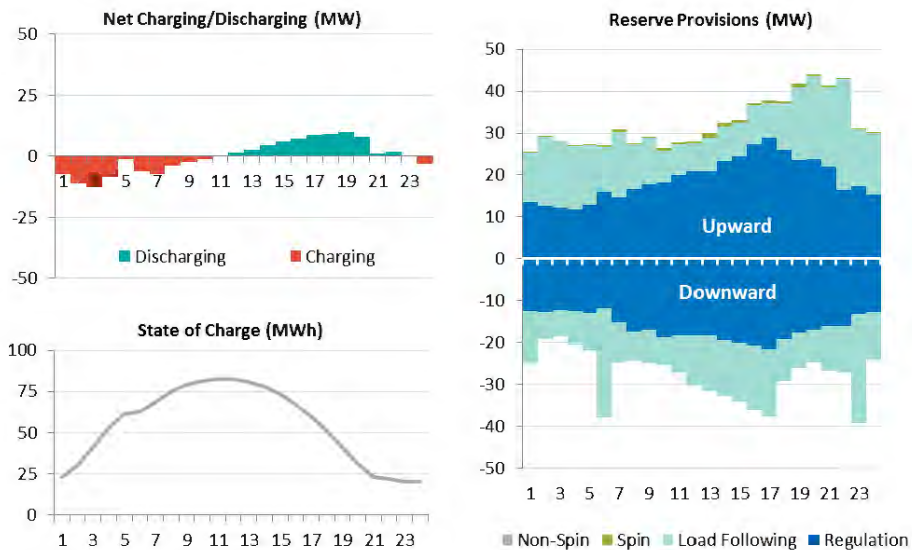 Net Charging/Discharging (MW)
50
25
0
1 3 5 7 9 11 13 15 17 19 21 23
-25
Discharging Charging
-50
State of Charge (MWh)
100
75
50
25
0
1 3 5 7 9 11 13 15 17 19 21 23
Reserve Provisions (MW)
50
40
30
20
10
Upward
0
Downward
-10
-20
-30
-40
-50
1 3 5 7 9 11 13 15 17 19 21 23
Non-Spin Spin Load Following Regulation